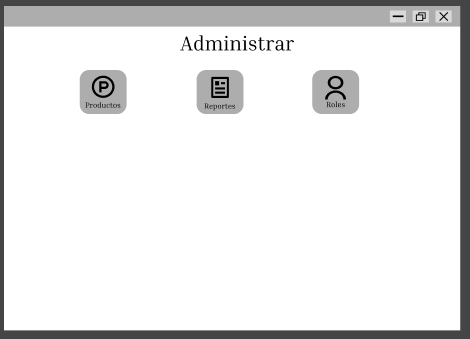 Administrar
P
Productos
Reportes
Roles